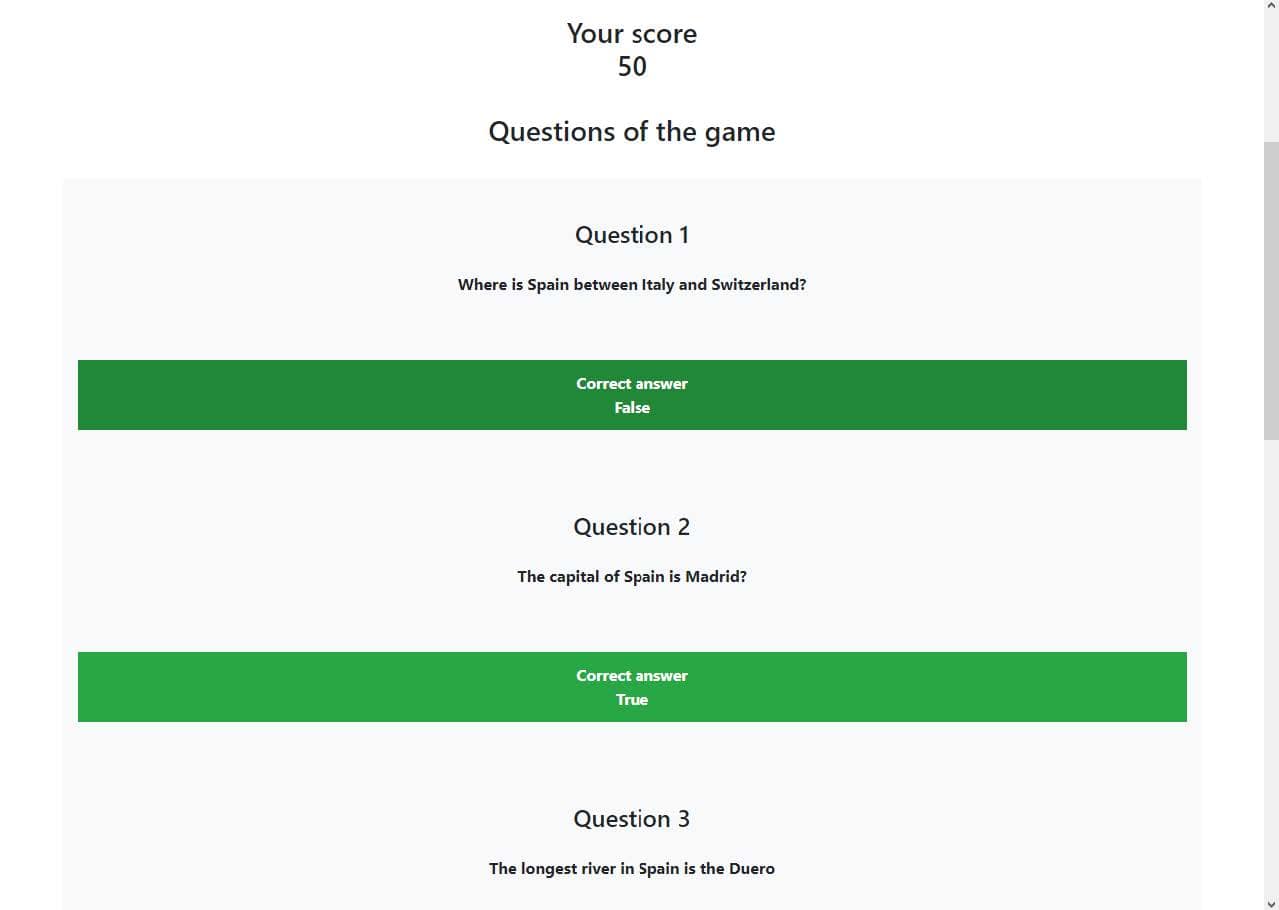 Your score
50
Questions of the game
Question 1
Where is Spain between Italy and Switzerland?
Correct answer
False
Question 2
The capital of Spain is Madrid?
Correct answer
True
Question 3
The longest river in Spain is the Duero